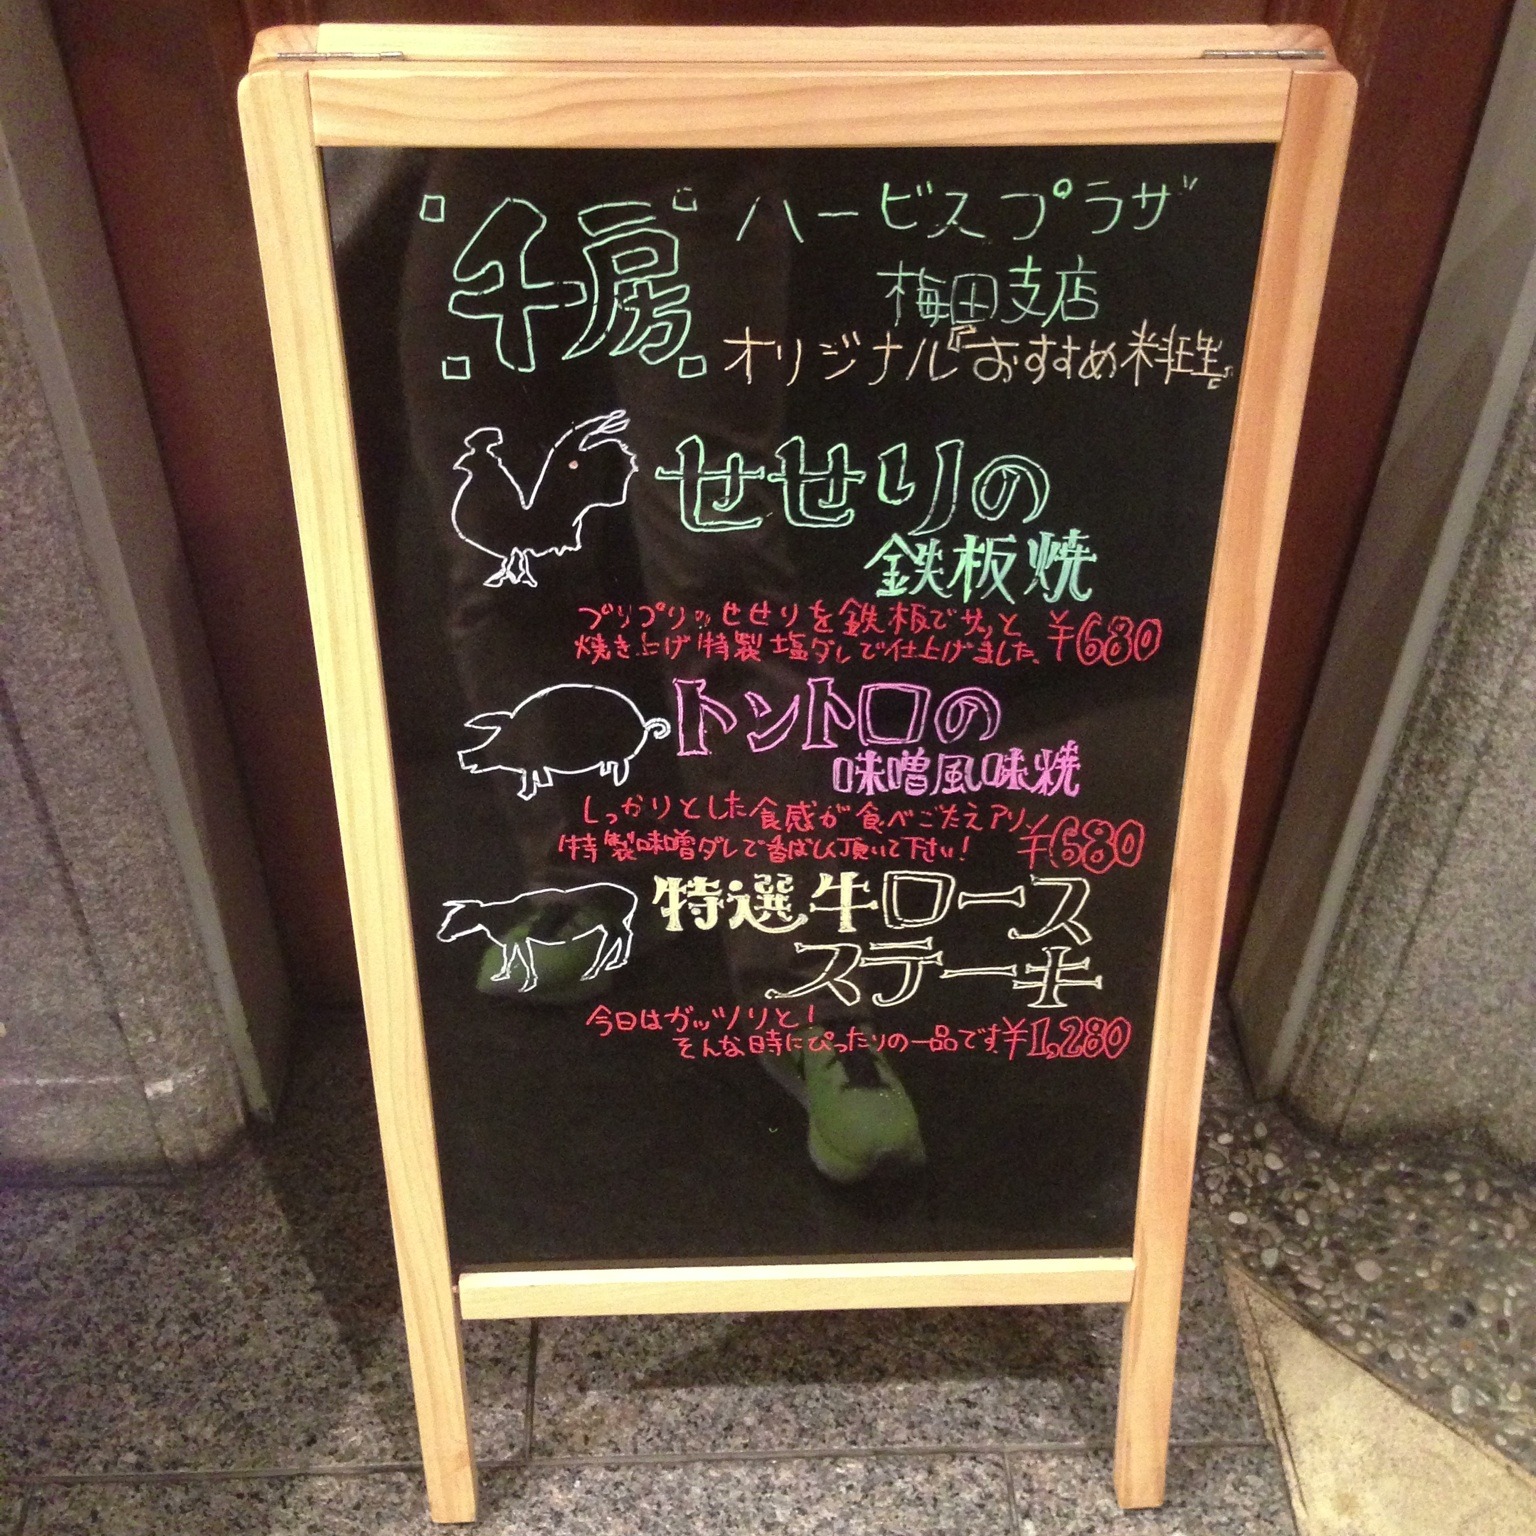 千房 ハービスプラザ
梅田支店
オリジナル『おすすめ料理』
せせりの
鉄板焼
プリプリッせせりを鉄板でサッと
焼き上げ特製塩ダレで仕上げました。 ¥680
トントロの
味噌風味焼
しっかりとした食感が食べごたえアリ!
特製味噌ダレで香ばしく頂いて下さい! ¥680
特選牛ロース
ステーキ
今日はガッツリと!
そんな時にぴったりの一品です。 ¥1,280